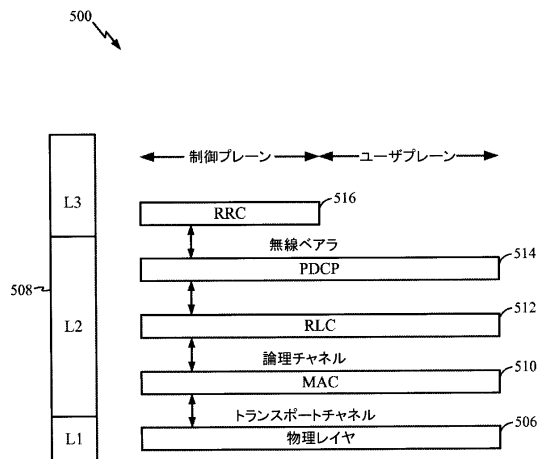 500
制御プレーン
ユーザプレーン
L3
RRC
516
無線ベアラ
PDCP
514
508
L2
RLC
512
論理チャネル
MAC
510
トランスポートチャネル
L1
物理レイヤ
506